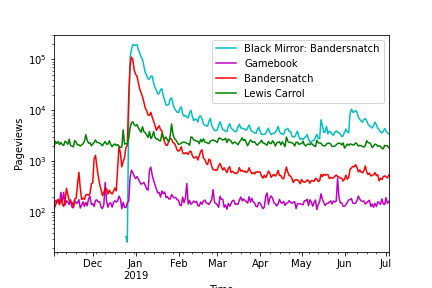 Black Mirror: Bandersnatch
Gamebook
Bandersnatch
Lewis Carrol
10^5
10^4
10^3
10^2
Pageviews
Dec Jan Feb Mar Apr May Jun Jul
2019
Time